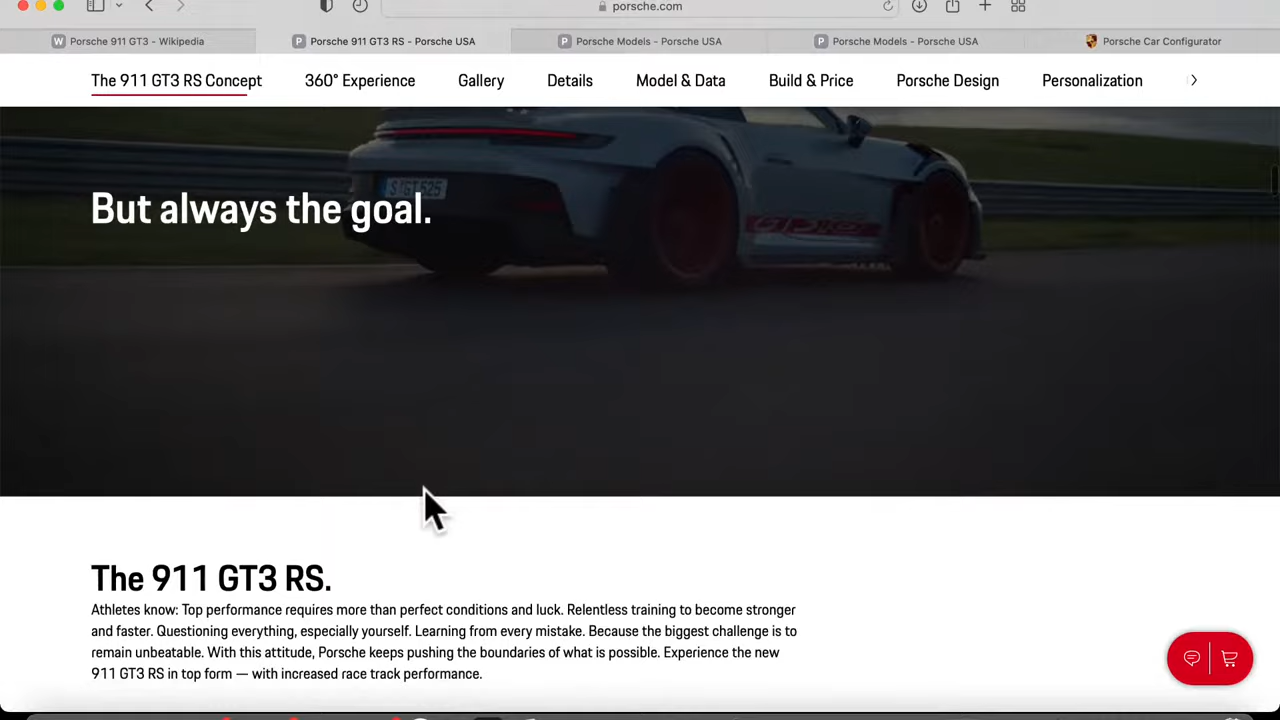 porsche.com
W Porsche 911 GT3 - Wikipedia
P Porsche 911 GT3 RS - Porsche USA
P Porsche Models - Porsche USA
P Porsche Models - Porsche USA
Porsche Car Configurator
The 911 GT3 RS Concept
360° Experience
Gallery
Details
Model & Data
Build & Price
Porsche Design
Personalization
S GT 525
But always the goal.
The 911 GT3 RS.
Athletes know: Top performance requires more than perfect conditions and luck. Relentless training to become stronger
and faster. Questioning everything, especially yourself. Learning from every mistake. Because the biggest challenge is to
remain unbeatable. With this attitude, Porsche keeps pushing the boundaries of what is possible. Experience the new
911 GT3 RS in top form — with increased race track performance.